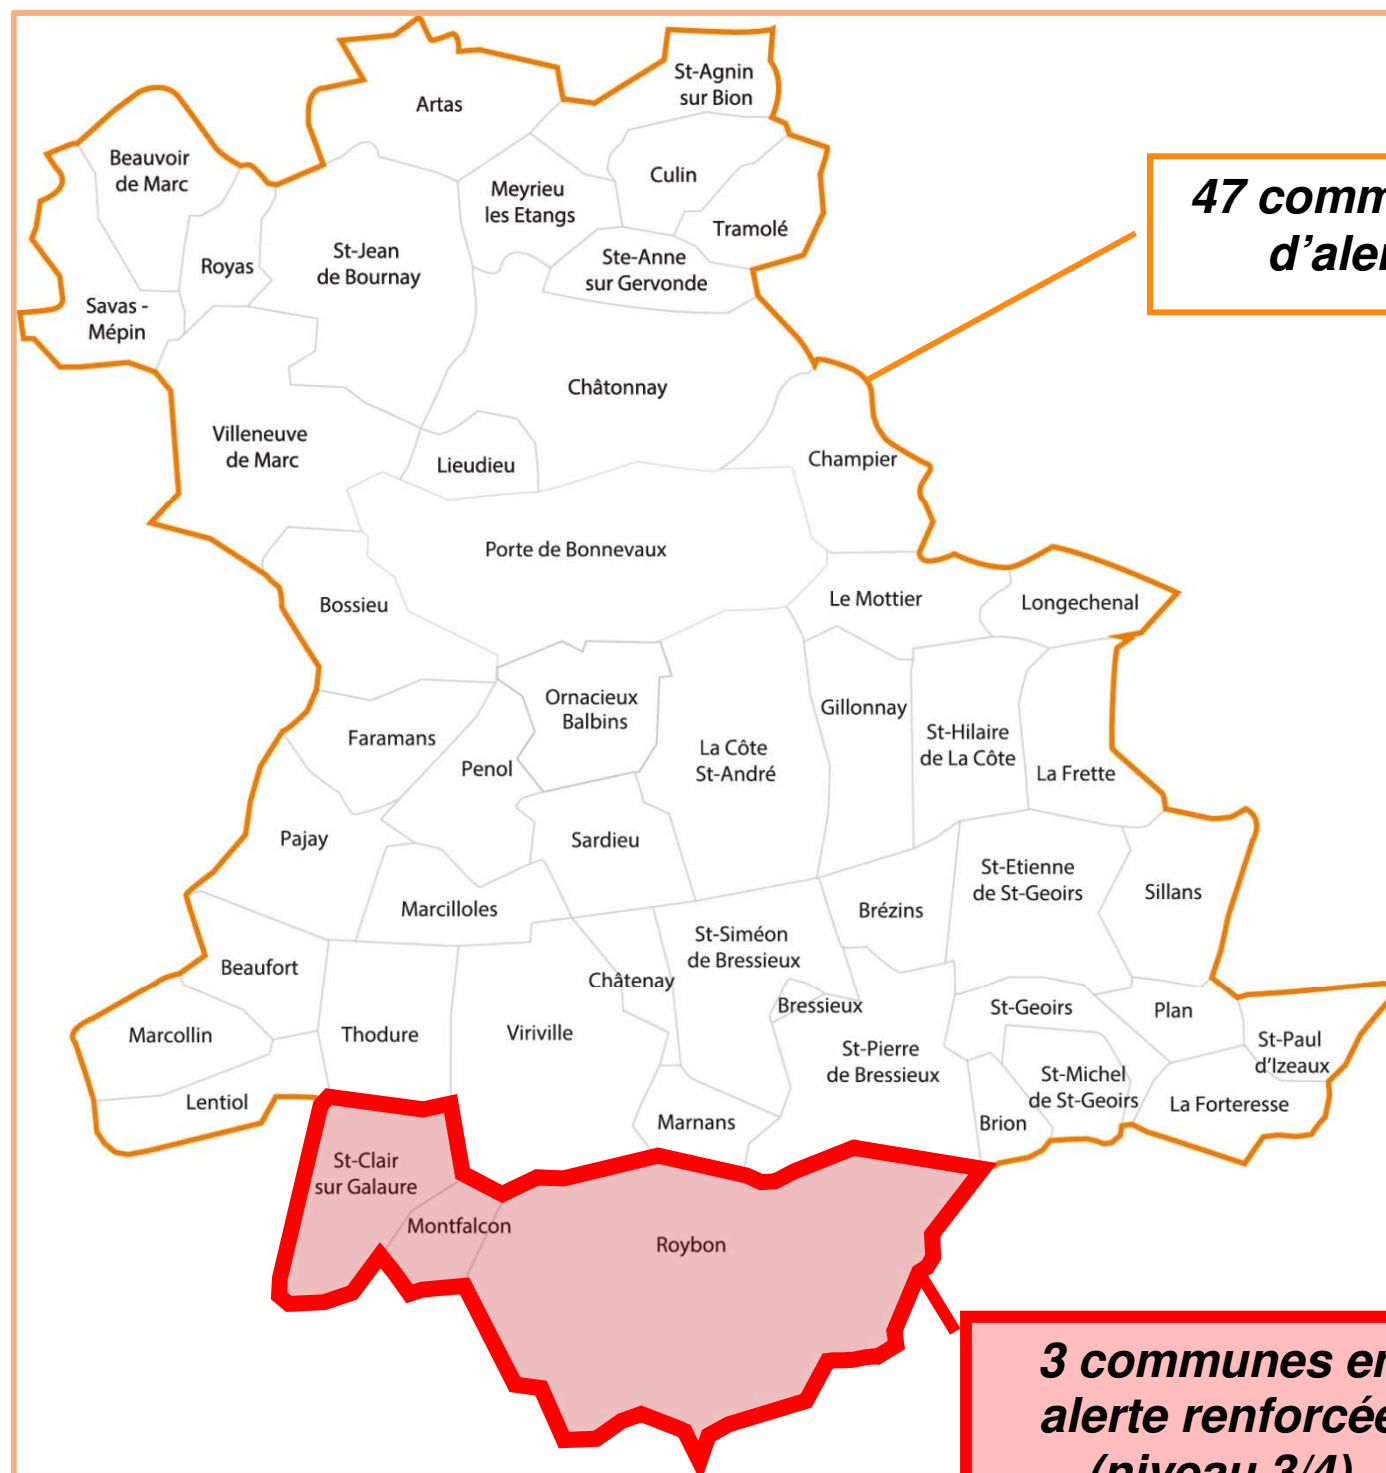 St-Agnin
sur Bion
Artas
Beauvoir
de Marc
Culin
Meyrieu
les Etangs
47 comm
d'aler
Tramolé
St-Jean
de Bournay
Ste-Anne
sur Gervonde
Royas
Savas -
Mépin
Châtonnay
Villeneuve
de Marc
Lieudieu
Champier
Porte de Bonnevaux
Bossieu
Le Mottier
Longechenal
Ornacieux
Balbins
Gillonnay
Faramans
St-Hilaire
de La Côte
La Côte
St-André
Penol
La Frette
Pajay
Sardieu
St-Etienne
de St-Geoirs
Sillans
Marcilloles
Brézins
St-Siméon
de Bressieux
Beaufort
Châtenay
Bressieux
St-Geoirs
Plan
Marcollin
Thodure
Viriville
St-Paul
d'Izeaux
St-Pierre
de Bressieux
St-Michel
de St-Geoirs
Lentiol
La Forteresse
Marnans
Brion
St-Clair
sur Galaure
Montfalcon
Roybon
3 communes en
alerte renforcée
(niveau 3/4)